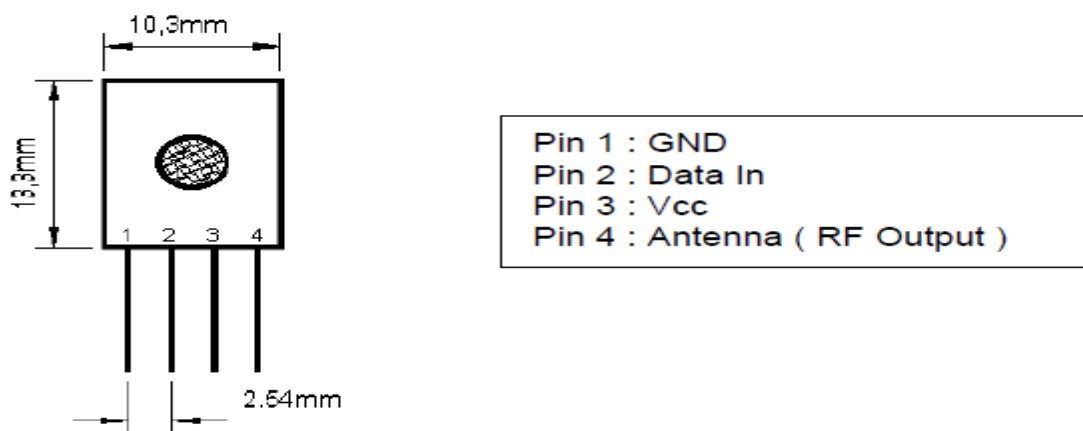 10,3mm
13,3mm
1 2 3 4
2.54mm
Pin 1 : GND
Pin 2 : Data In
Pin 3 : Vcc
Pin 4 : Antenna ( RF Output )